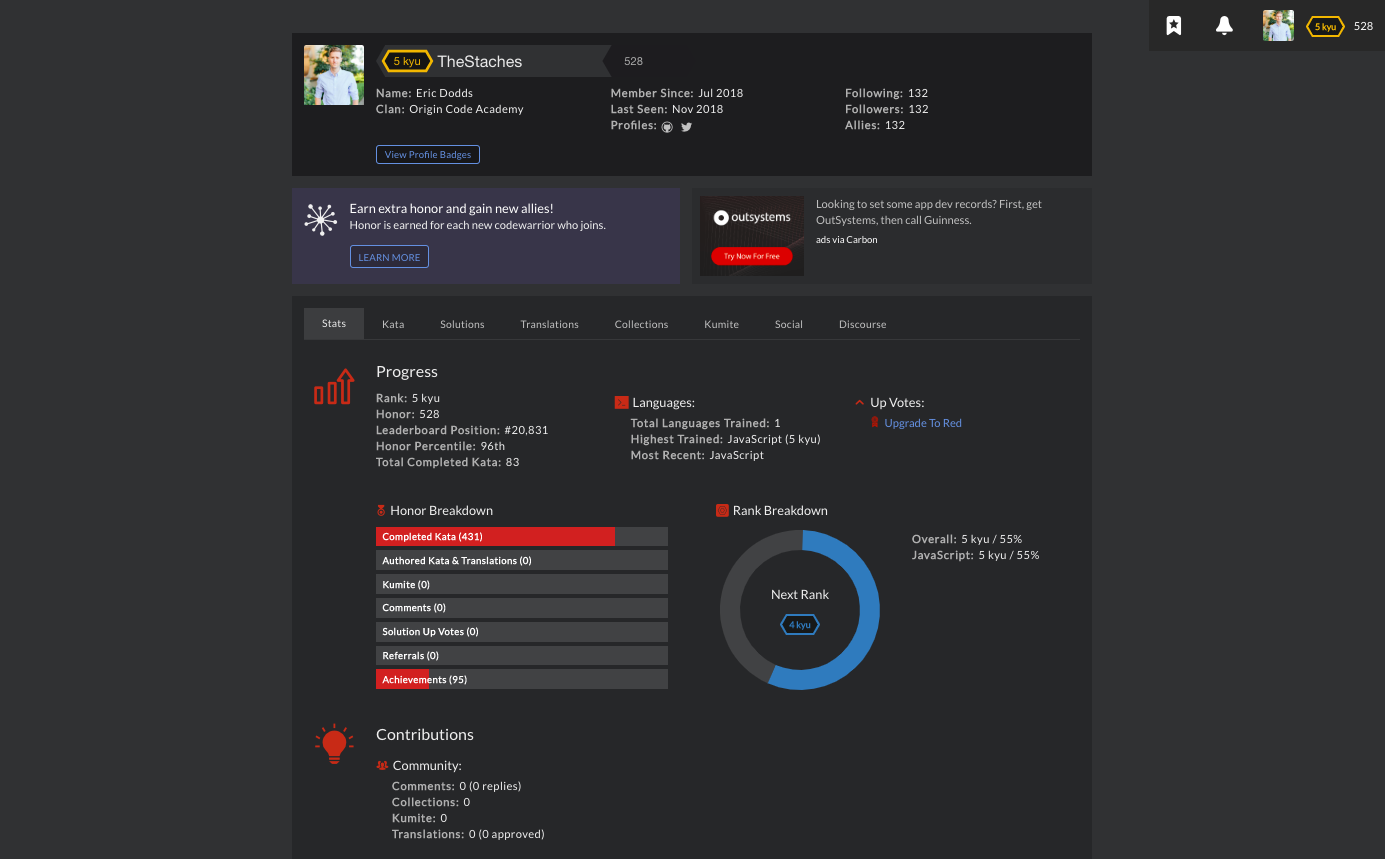 5 kyu 528
5 kyu TheStaches 528
Name: Eric Dodds
Clan: Origin Code Academy
Member Since: Jul 2018
Last Seen: Nov 2018
Profiles:
Following: 132
Followers: 132
Allies: 132
View Profile Badges
Earn extra honor and gain new allies!
Honor is earned for each new codewarrior who joins.
LEARN MORE
outsystems
Try Now For Free
Looking to set some app dev records? First, get
OutSystems, then call Guinness.
ads via Carbon
Stats Kata Solutions Translations Collections Kumite Social Discourse
Progress
Rank: 5 kyu
Honor: 528
Leaderboard Position: #20,831
Honor Percentile: 96th
Total Completed Kata: 83
Languages:
Total Languages Trained: 1
Highest Trained: JavaScript (5 kyu)
Most Recent: JavaScript
Up Votes:
Upgrade To Red
Honor Breakdown
Completed Kata (431)
Authored Kata & Translations (0)
Kumite (0)
Comments (0)
Solution Up Votes (0)
Referrals (0)
Achievements (95)
Rank Breakdown
Next Rank
4 kyu
Overall: 5 kyu / 55%
JavaScript: 5 kyu / 55%
Contributions
Community:
Comments: 0 (0 replies)
Collections: 0
Kumite: 0
Translations: 0 (0 approved)